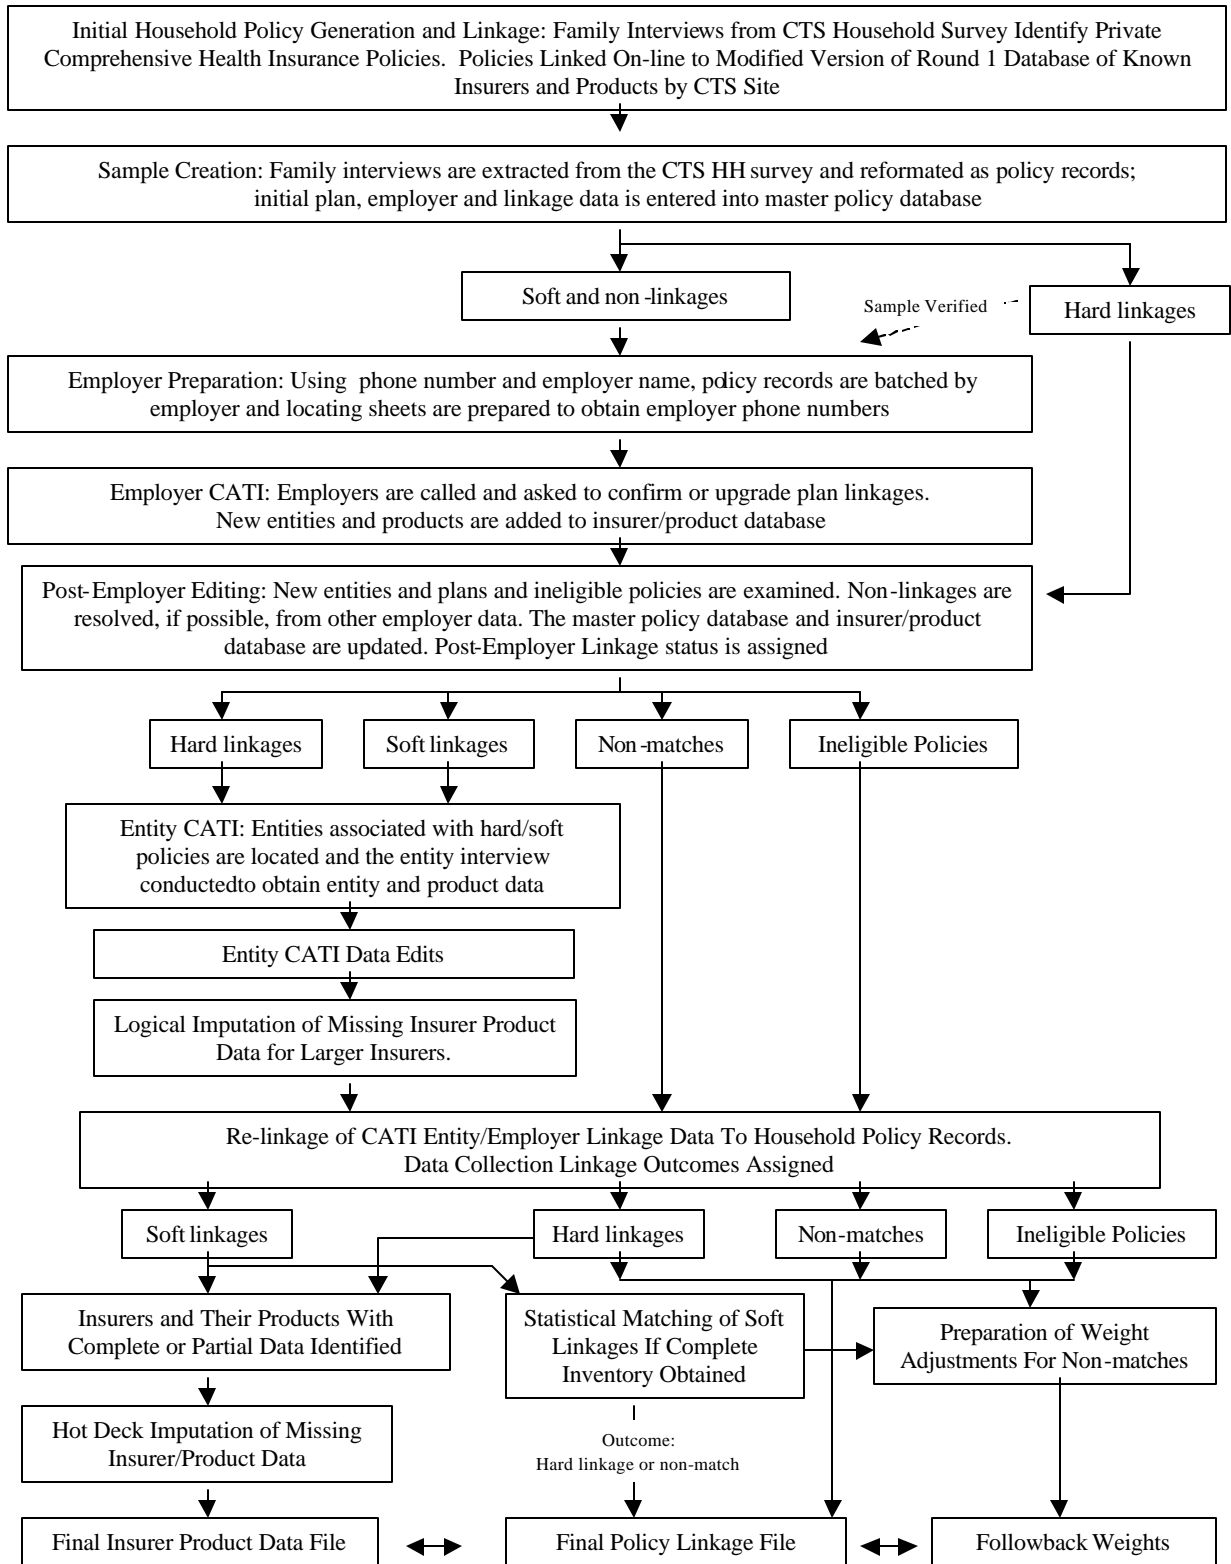 Initial Household Policy Generation and Linkage: Family Interviews from CTS Household Survey Identify Private
Comprehensive Health Insurance Policies. Policies Linked On-line to Modified Version of Round 1 Database of Known
Insurers and Products by CTS Site
Sample Creation: Family interviews are extracted from the CTS HH survey and reformated as policy records;
initial plan, employer and linkage data is entered into master policy database
Soft and non-linkages
Sample Verified
Hard linkages
Employer Preparation: Using phone number and employer name, policy records are batched by
employer and locating sheets are prepared to obtain employer phone numbers
Employer CATI: Employers are called and asked to confirm or upgrade plan linkages.
New entities and products are added to insurer/product database
Post-Employer Editing: New entities and plans and ineligible policies are examined. Non-linkages are
resolved, if possible, from other employer data. The master policy database and insurer/product
database are updated. Post-Employer Linkage status is assigned
Hard linkages
Soft linkages
Non-matches
Ineligible Policies
Entity CATI: Entities associated with hard/soft
policies are located and the entity interview
conductedto obtain entity and product data
Entity CATI Data Edits
Logical Imputation of Missing Insurer Product
Data for Larger Insurers.
Re-linkage of CATI Entity/Employer Linkage Data To Household Policy Records.
Data Collection Linkage Outcomes Assigned
Soft linkages
Hard linkages
Non-matches
Ineligible Policies
Insurers and Their Products With
Complete or Partial Data Identified
Statistical Matching of Soft
Linkages If Complete
Inventory Obtained
Preparation of Weight
Adjustments For Non-matches
Hot Deck Imputation of Missing
Insurer/Product Data
Outcome:
Hard linkage or non-match
Final Insurer Product Data File
Final Policy Linkage File
Followback Weights